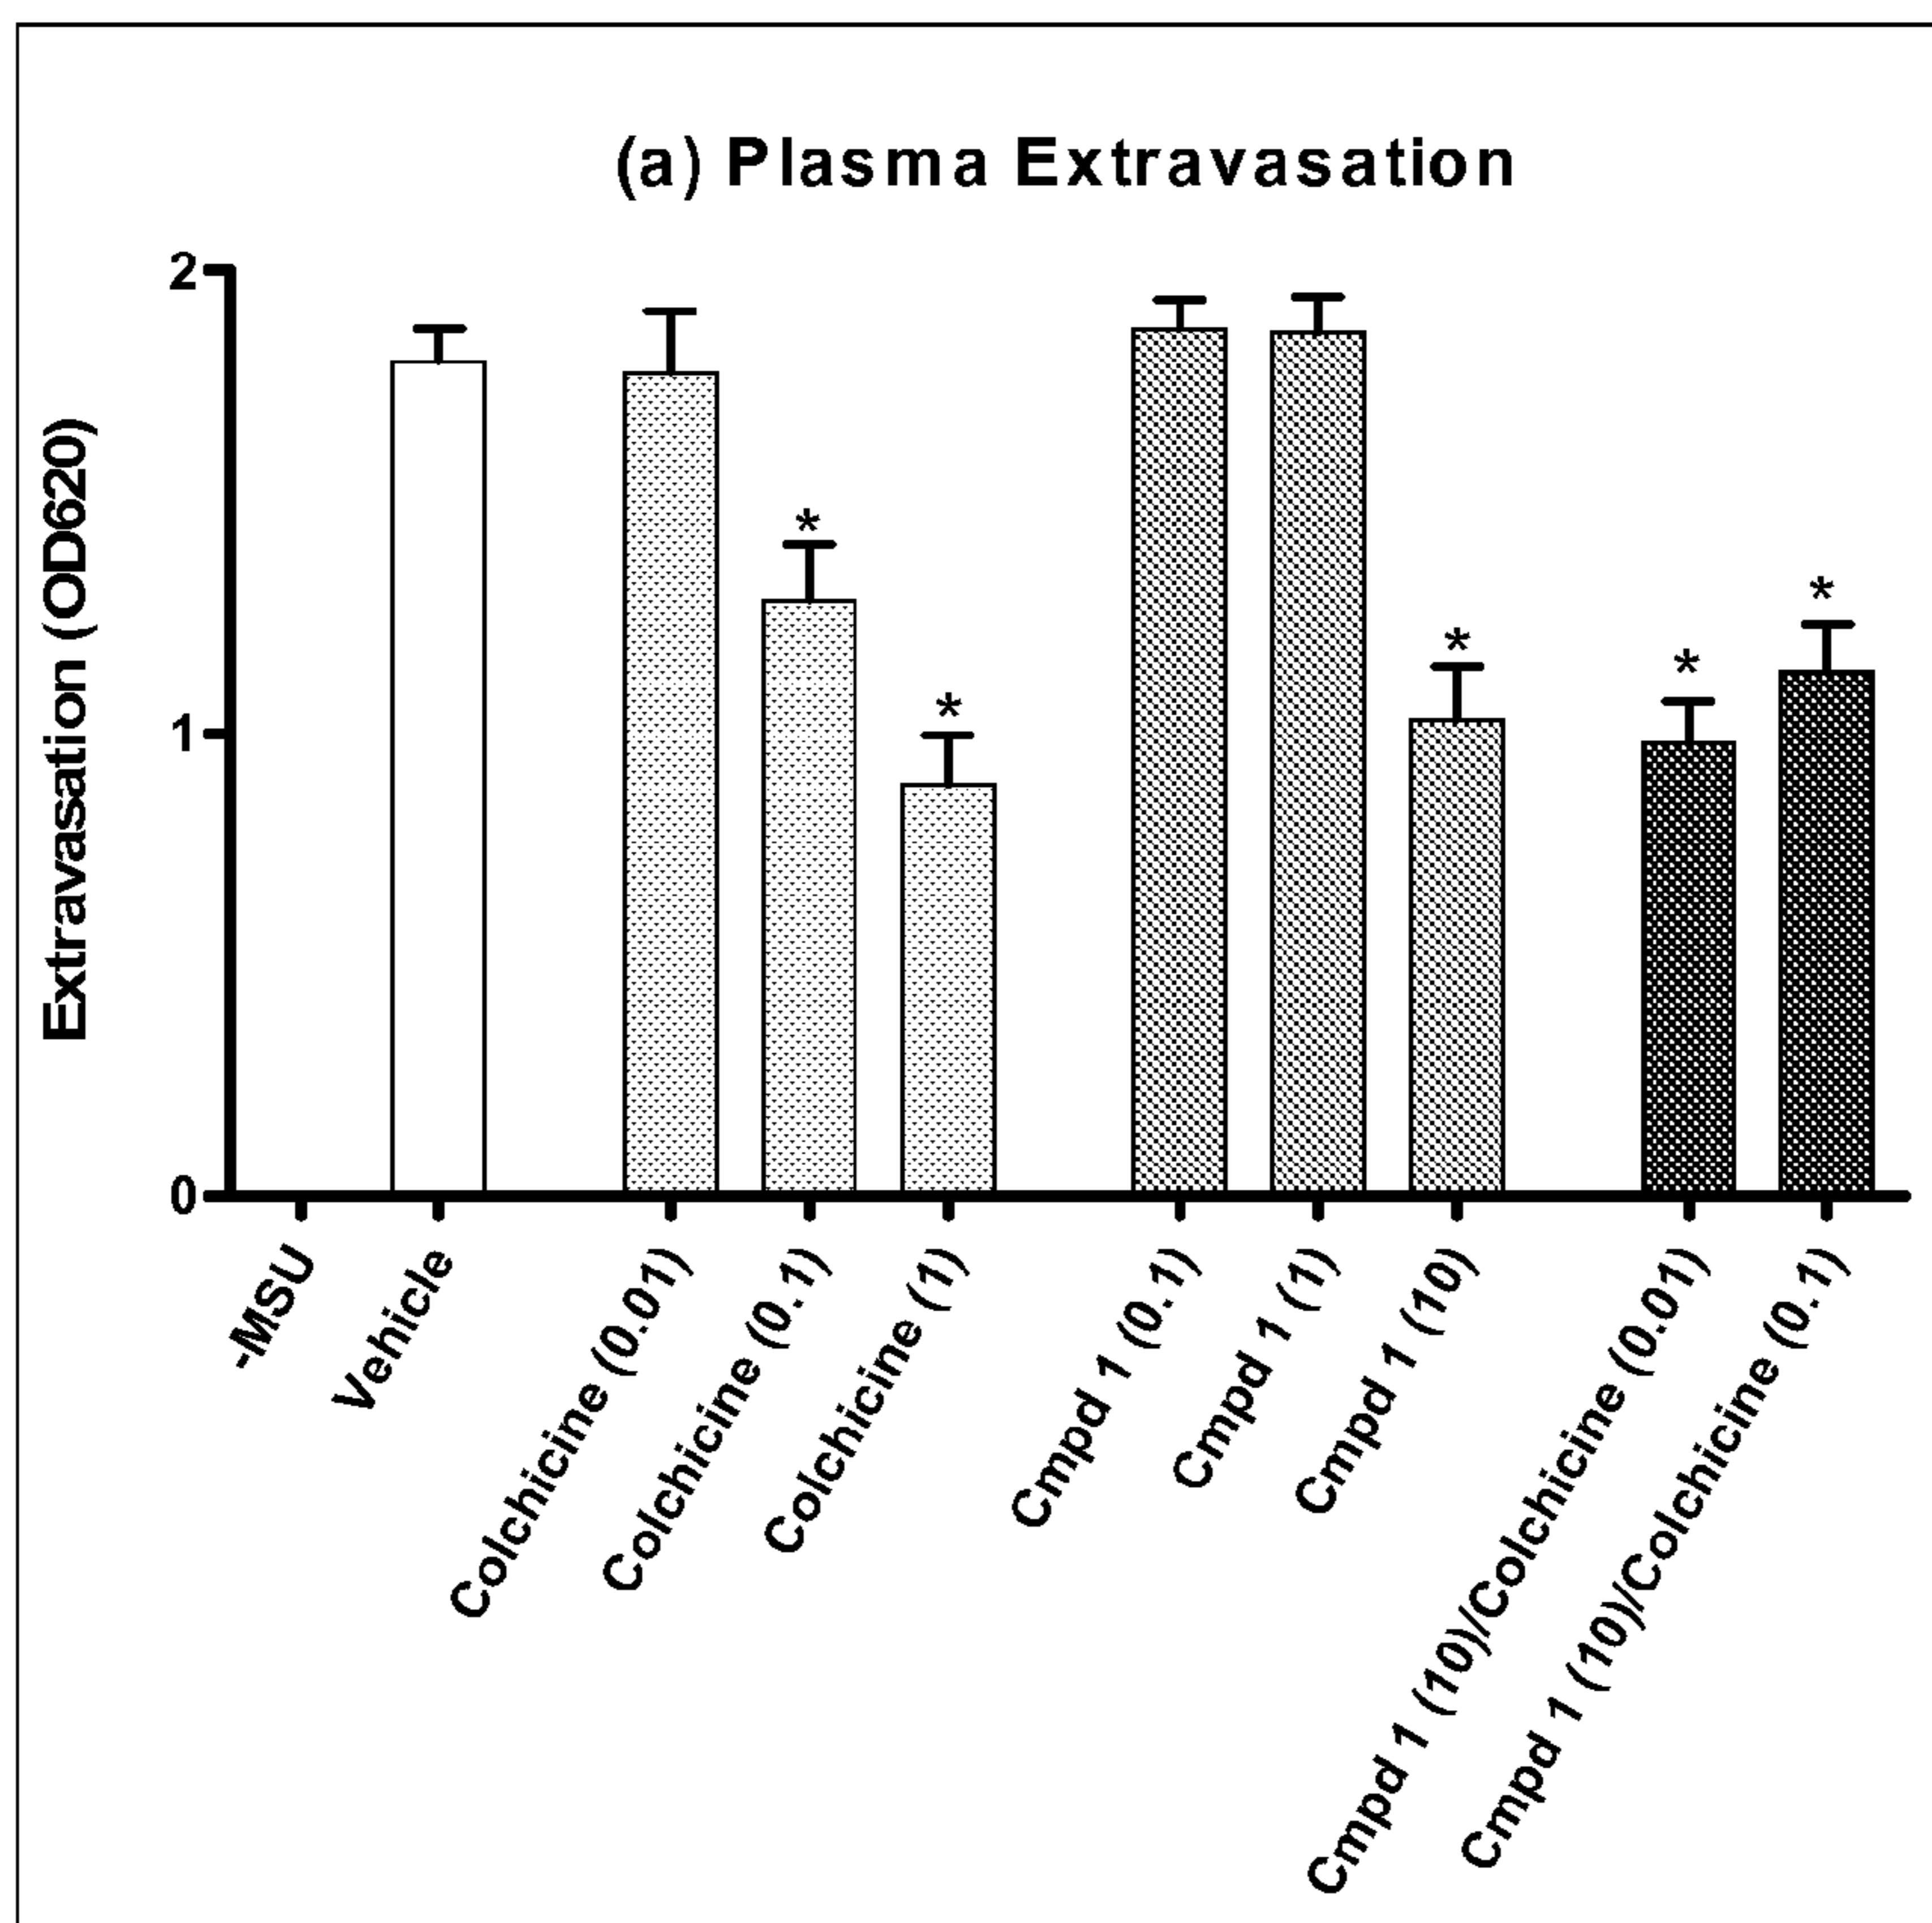 (a) Plasma Extravasation
Extravasation (OD620)
2
1
0
*
*
*
*
*
-MSU
Vehicle
Colchicine (0.01)
Colchicine (0.1)
Colchicine (1)
Cmpd 1 (0.1)
Cmpd 1 (1)
Cmpd 1 (10)
Cmpd 1 (10)/Colchicine (0.01)
Cmpd 1 (10)/Colchicine (0.1)